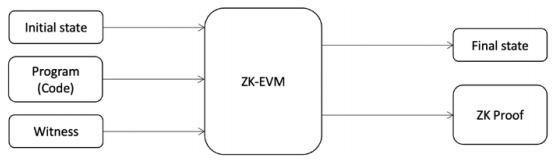 Initial state
Program
(Code)
Witness
ZK-EVM
Final state
ZK Proof